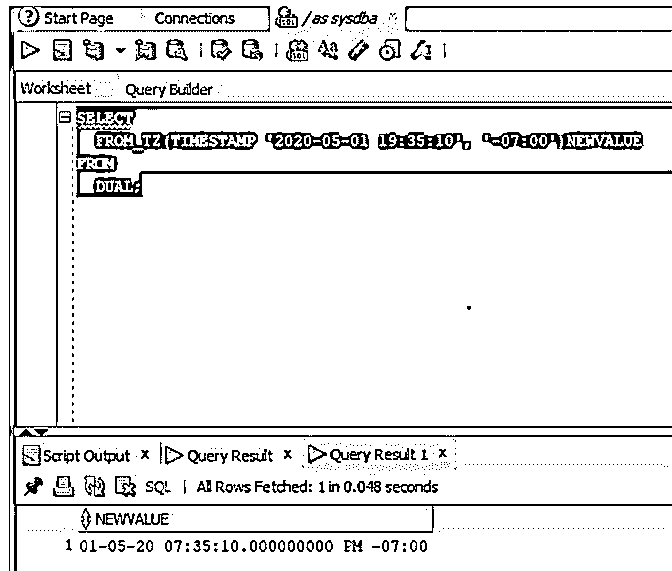 Start Page Connections /as sysdba
Worksheet Query Builder
SELECT
FROM_TZ(TIMESTAMP '2020-05-01 19:35:10', '-07:00')NEWVALUE
FROM
DUAL;
Script Output x Query Result x Query Result 1 x
SQL | All Rows Fetched: 1 in 0.048 seconds
NEWVALUE
1 01-05-20 07:35:10.000000000 PM -07:00